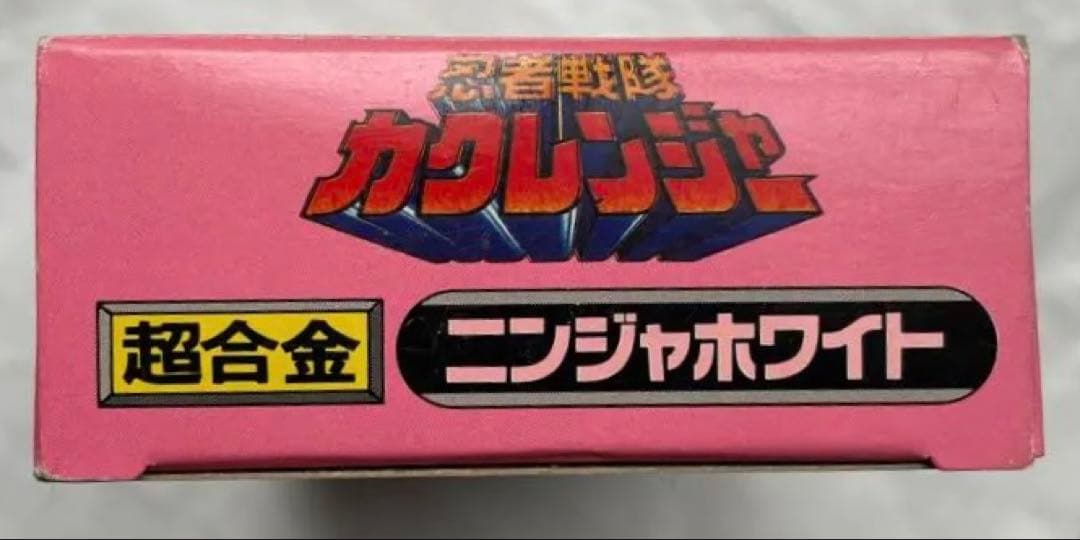 忍者戦隊
カクレンジャー
超合金 ニンジャホワイト